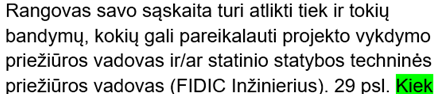 Rangovas savo sąskaita turi atlikti tiek ir tokių
bandymų, kokių gali pareikalauti projekto vykdymo
priežiūros vadovas ir/ar statinio statybos techninės
priežiūros vadovas (FIDIC Inžinierius). 29 psl. Kiek